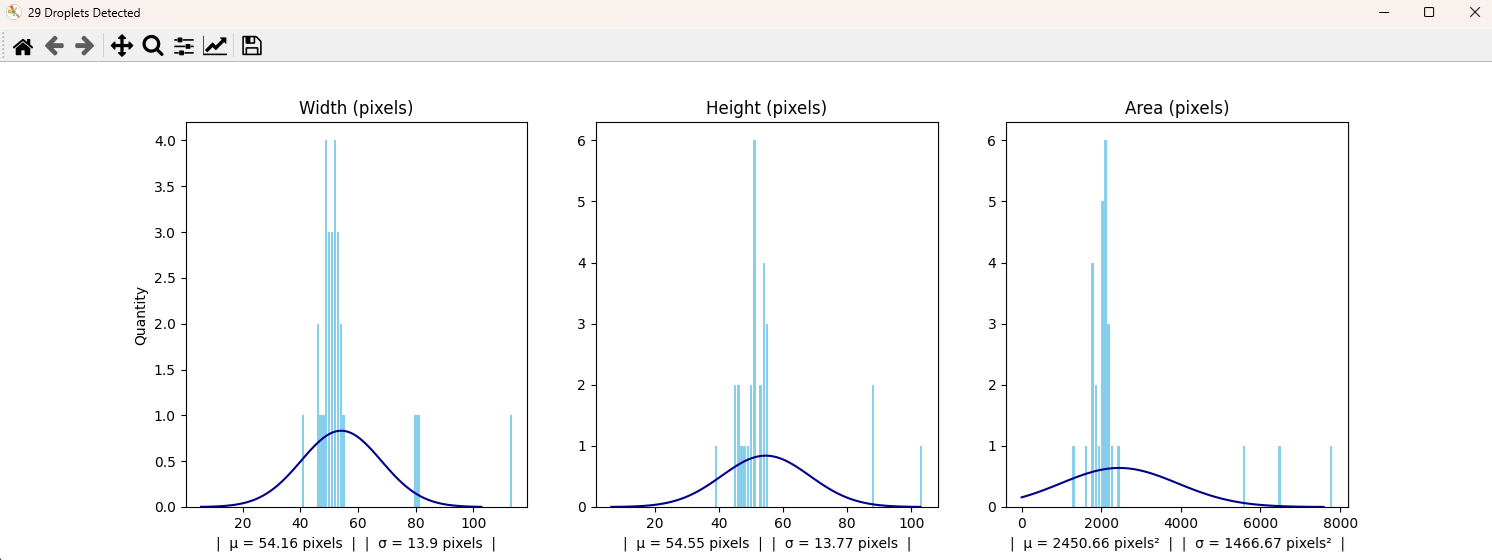 29 Droplets Detected
Width (pixels)
Height (pixels)
Area (pixels)
Quantity
4.0
3.5
3.0
2.5
2.0
1.5
1.0
0.5
0.0
20 40 60 80 100
| μ = 54.16 pixels | | σ = 13.9 pixels |
6
5
4
3
2
1
0
20 40 60 80 100
| μ = 54.55 pixels | | σ = 13.77 pixels |
6
5
4
3
2
1
0
0 2000 4000 6000 8000
| μ = 2450.66 pixels² | | σ = 1466.67 pixels² |